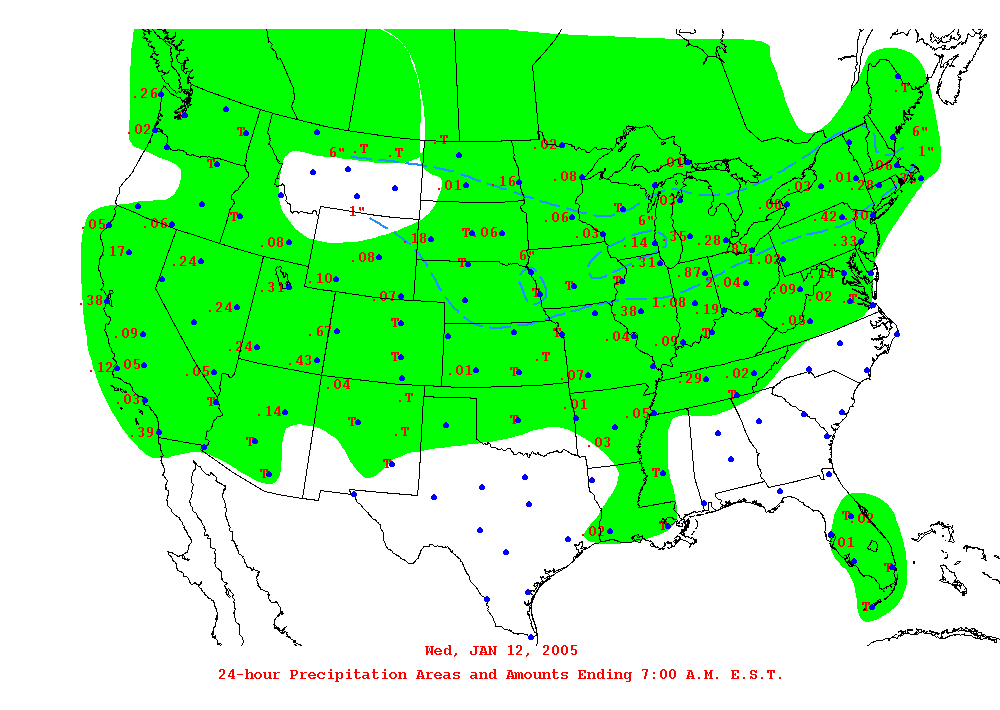 .26
.02 T .T .02 .T
6" .T .T 6"
T .01 .06 1"
.01 .16 .08 .02 .01 .28
1" T .03
.05 .06 T .06 6" .06 .42 .30
.17 .08 .18 T .06 .03 .14 .35 .28 .87 .33
.24 .08 T 6" .31 1.02
.31 .10 T T .87 2.04 .14
.38 .07 T 1.08 .09 .02 T
.24 .38 .19 T .03
.09 .67 T T .04 .09 T
.24 .43 T .T
.12 .05 .05 .04 .01 T .07 .29 .02
.03 T .14 .T .01 .05 T
.39 T T .T T .03
T T T
.02 T T .02
.01
T
T
Wed, JAN 12, 2005
24-hour Precipitation Areas and Amounts Ending 7:00 A.M. E.S.T.